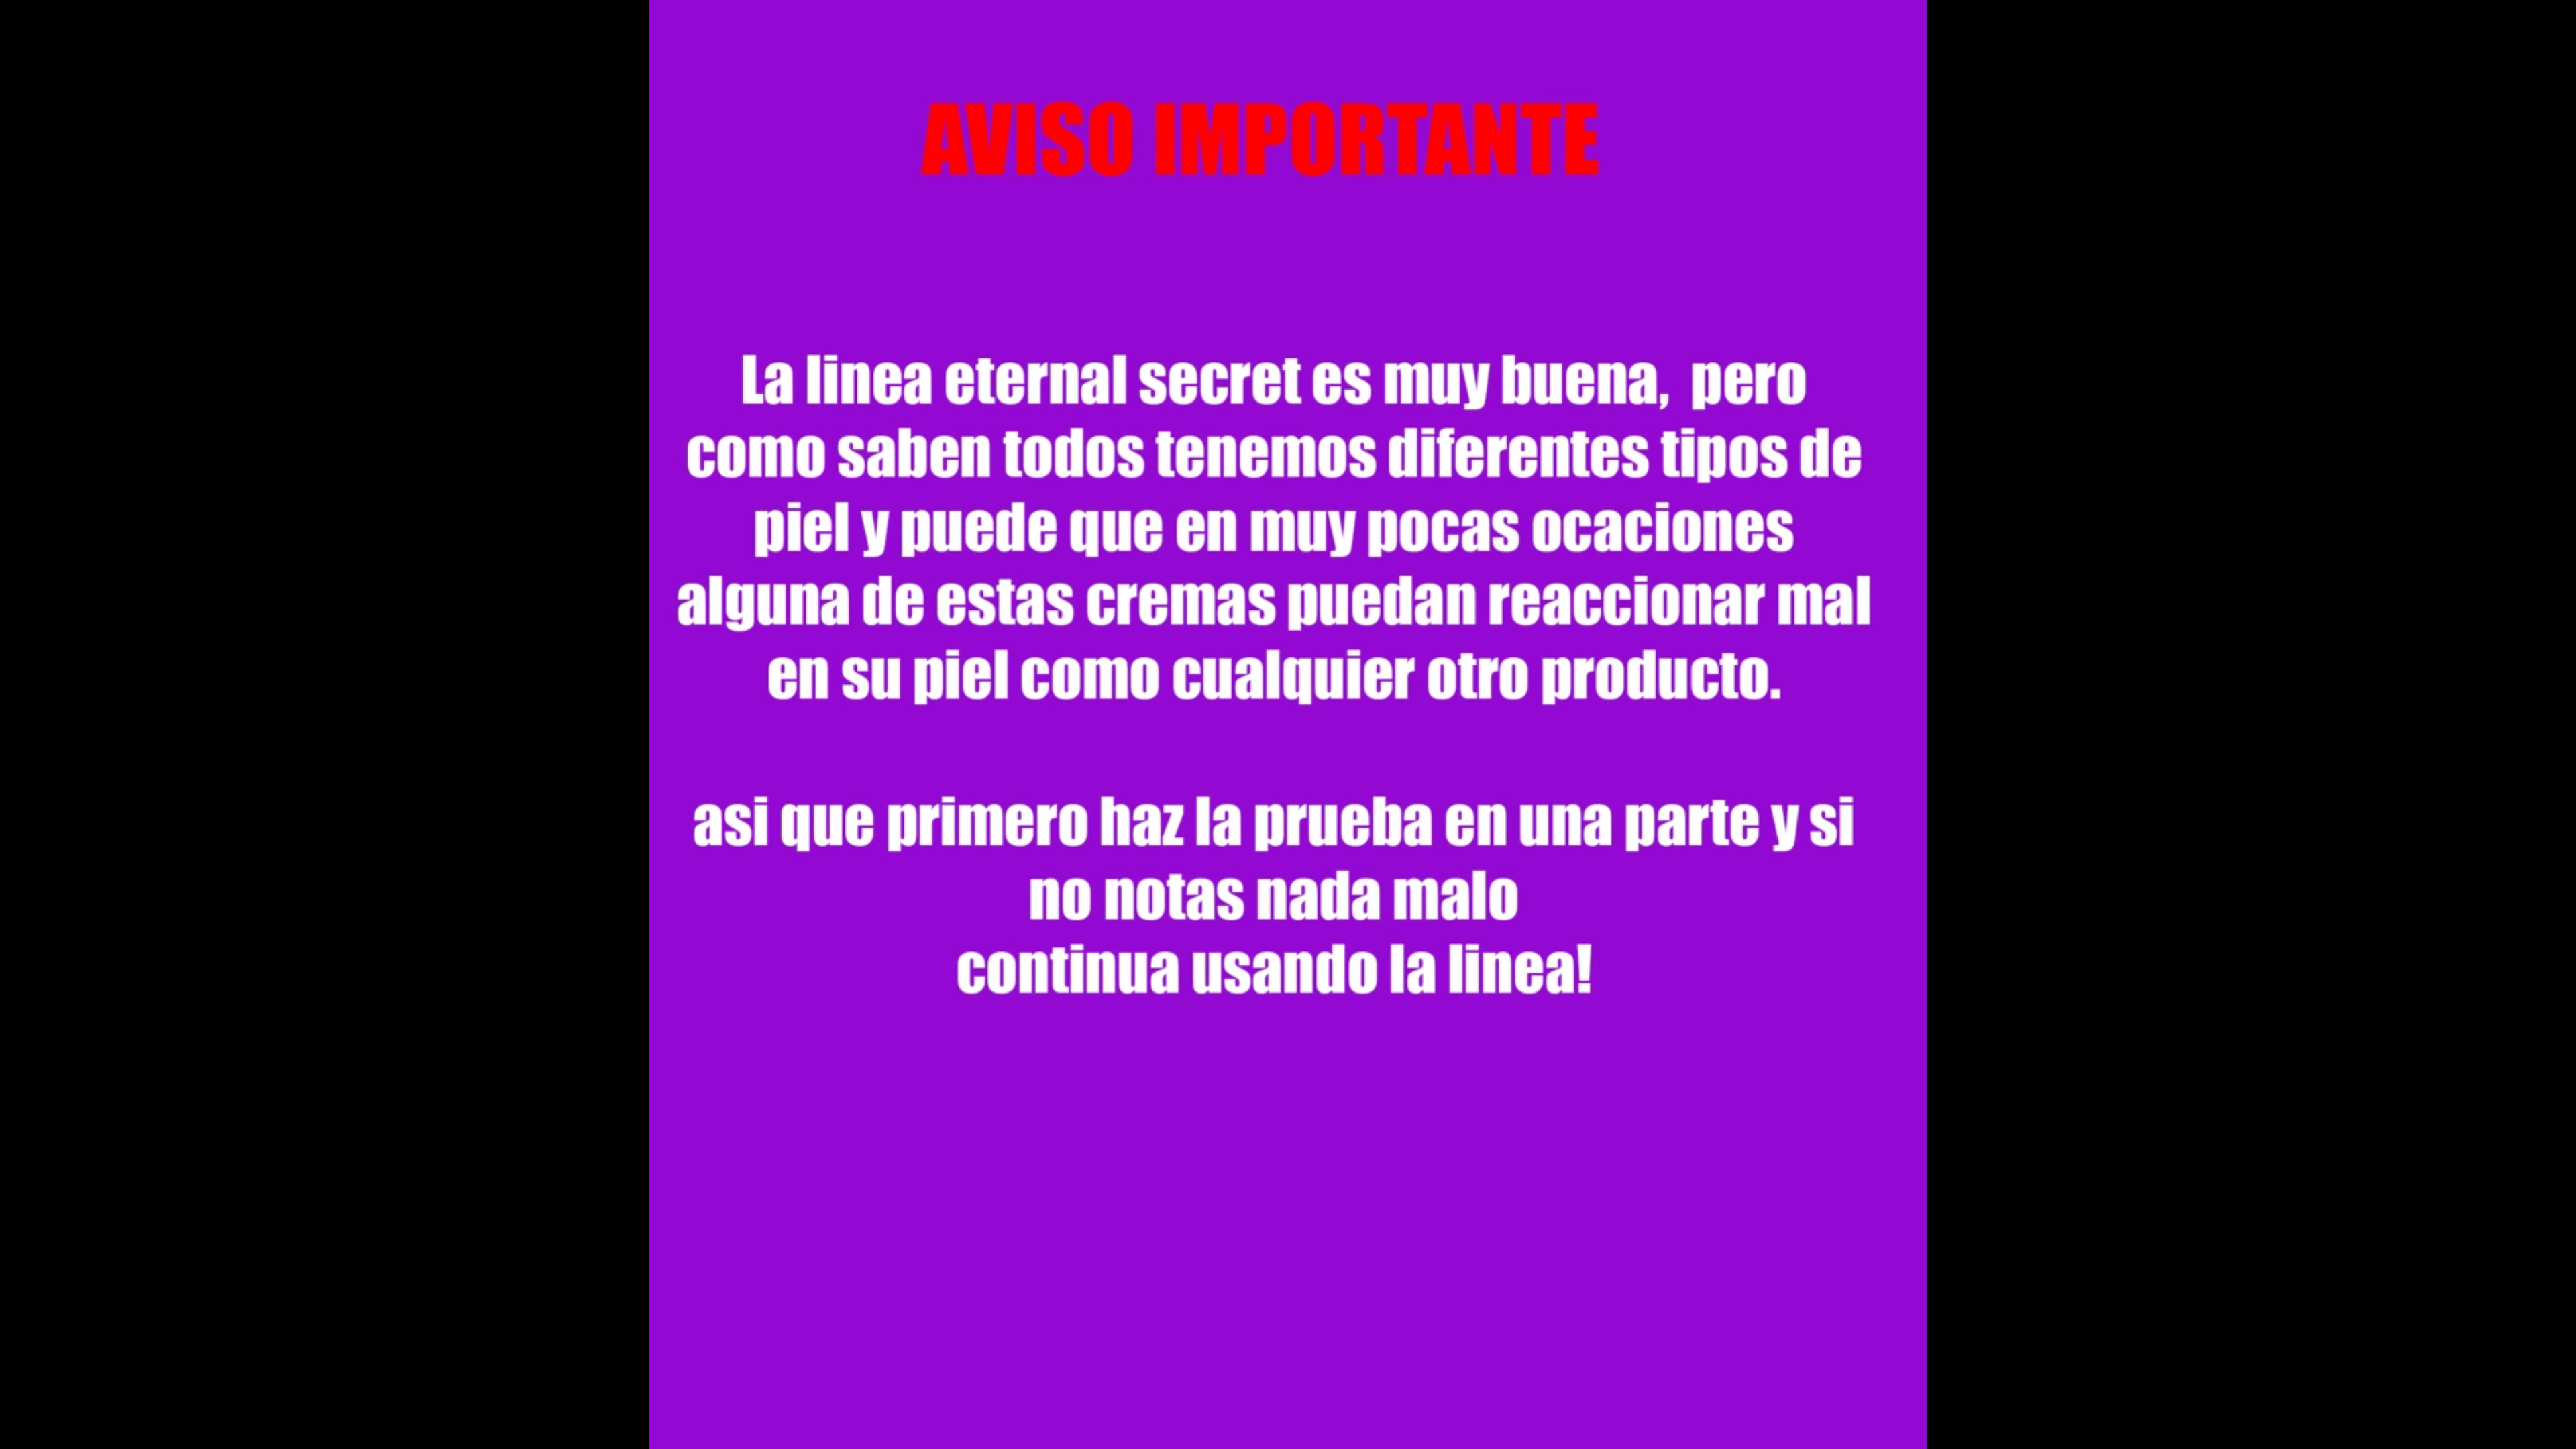 AVISO IMPORTANTE
La linea eternal secret es muy buena,  pero
como saben todos tenemos diferentes tipos de
piel y puede que en muy pocas ocaciones
alguna de estas cremas puedan reaccionar mal
en su piel como cualquier otro producto.
asi que primero haz la prueba en una parte y si
no notas nada malo
continua usando la linea!